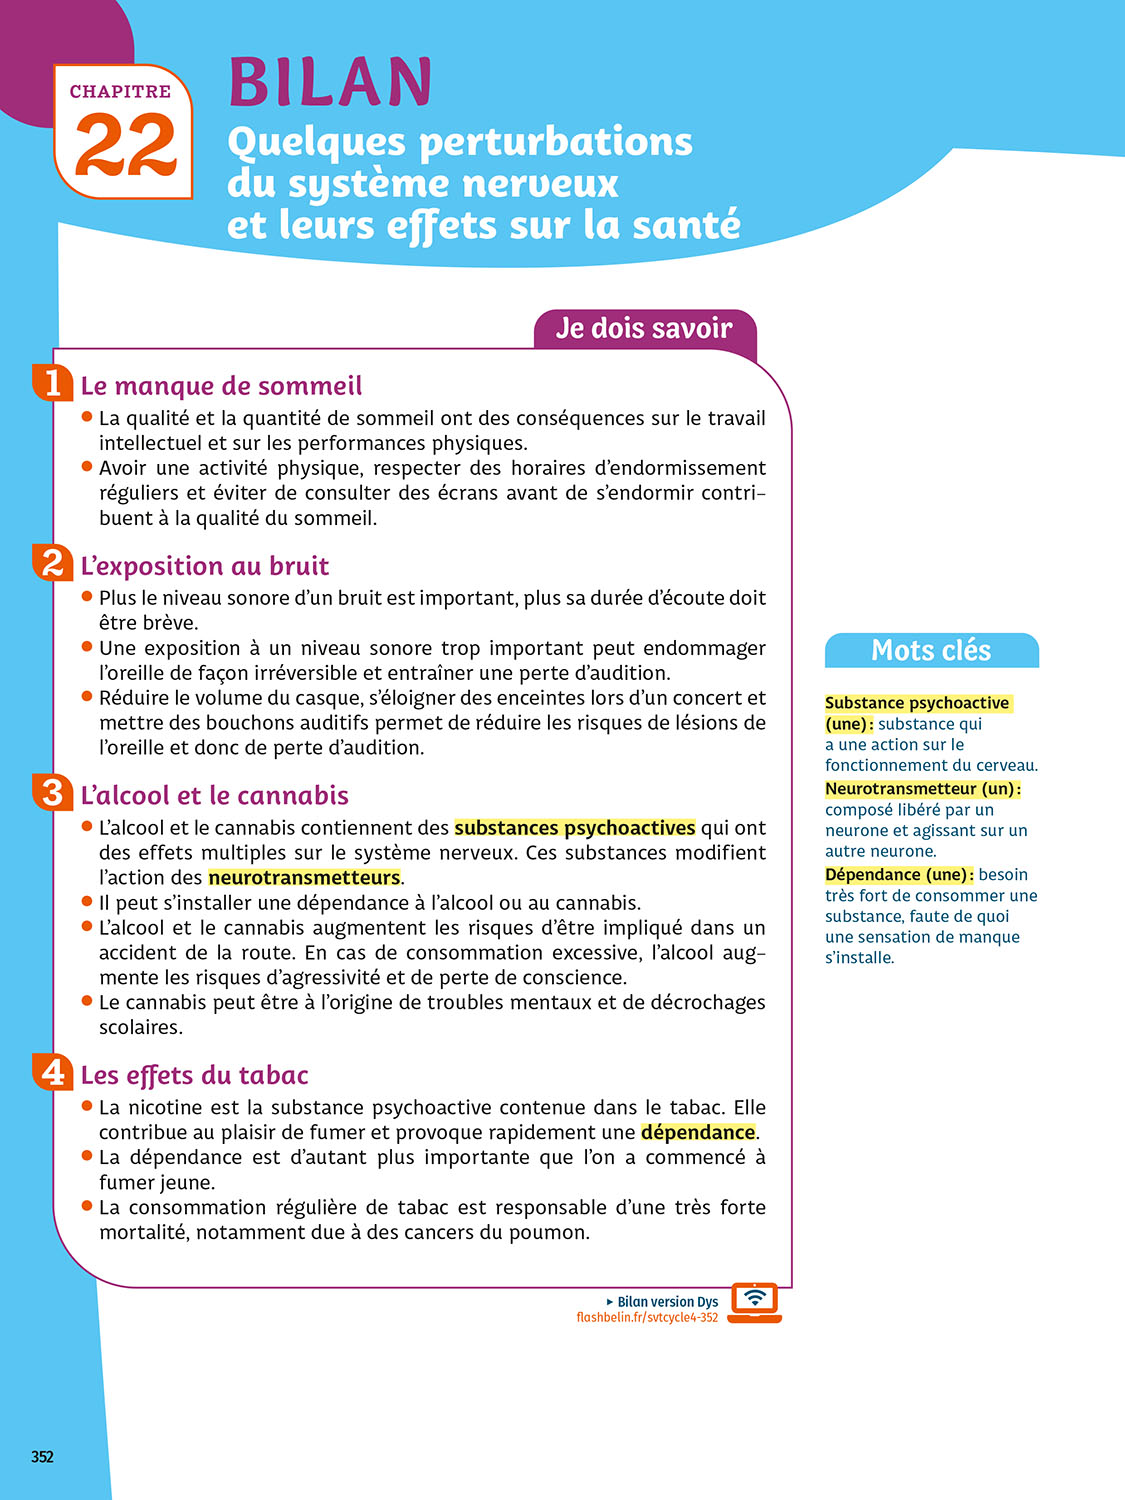 CHAPITRE
22
BILAN
Quelques perturbations
du système nerveux
et leurs effets sur la santé
Je dois savoir
1 Le manque de sommeil
• La qualité et la quantité de sommeil ont des conséquences sur le travail
intellectuel et sur les performances physiques.
• Avoir une activité physique, respecter des horaires d’endormissement
réguliers et éviter de consulter des écrans avant de s’endormir contri-
buent à la qualité du sommeil.
2 L’exposition au bruit
• Plus le niveau sonore d’un bruit est important, plus sa durée d’écoute doit
être brève.
• Une exposition à un niveau sonore trop important peut endommager
l’oreille de façon irréversible et entraîner une perte d’audition.
• Réduire le volume du casque, s’éloigner des enceintes lors d’un concert et
mettre des bouchons auditifs permet de réduire les risques de lésions de
l’oreille et donc de perte d’audition.
3 L’alcool et le cannabis
• L’alcool et le cannabis contiennent des substances psychoactives qui ont
des effets multiples sur le système nerveux. Ces substances modifient
l’action des neurotransmetteurs.
• Il peut s’installer une dépendance à l’alcool ou au cannabis.
• L’alcool et le cannabis augmentent les risques d’être impliqué dans un
accident de la route. En cas de consommation excessive, l’alcool aug-
mente les risques d’agressivité et de perte de conscience.
• Le cannabis peut être à l’origine de troubles mentaux et de décrochages
scolaires.
4 Les effets du tabac
• La nicotine est la substance psychoactive contenue dans le tabac. Elle
contribue au plaisir de fumer et provoque rapidement une dépendance.
• La dépendance est d’autant plus importante que l’on a commencé à
fumer jeune.
• La consommation régulière de tabac est responsable d’une très forte
mortalité, notamment due à des cancers du poumon.
▸ Bilan version Dys
flashbelin.fr/svtcycle4-352
Mots clés
Substance psychoactive
(une) : substance qui
a une action sur le
fonctionnement du cerveau.
Neurotransmetteur (un) :
composé libéré par un
neurone et agissant sur un
autre neurone.
Dépendance (une) : besoin
très fort de consommer une
substance, faute de quoi
une sensation de manque
s’installe.
352